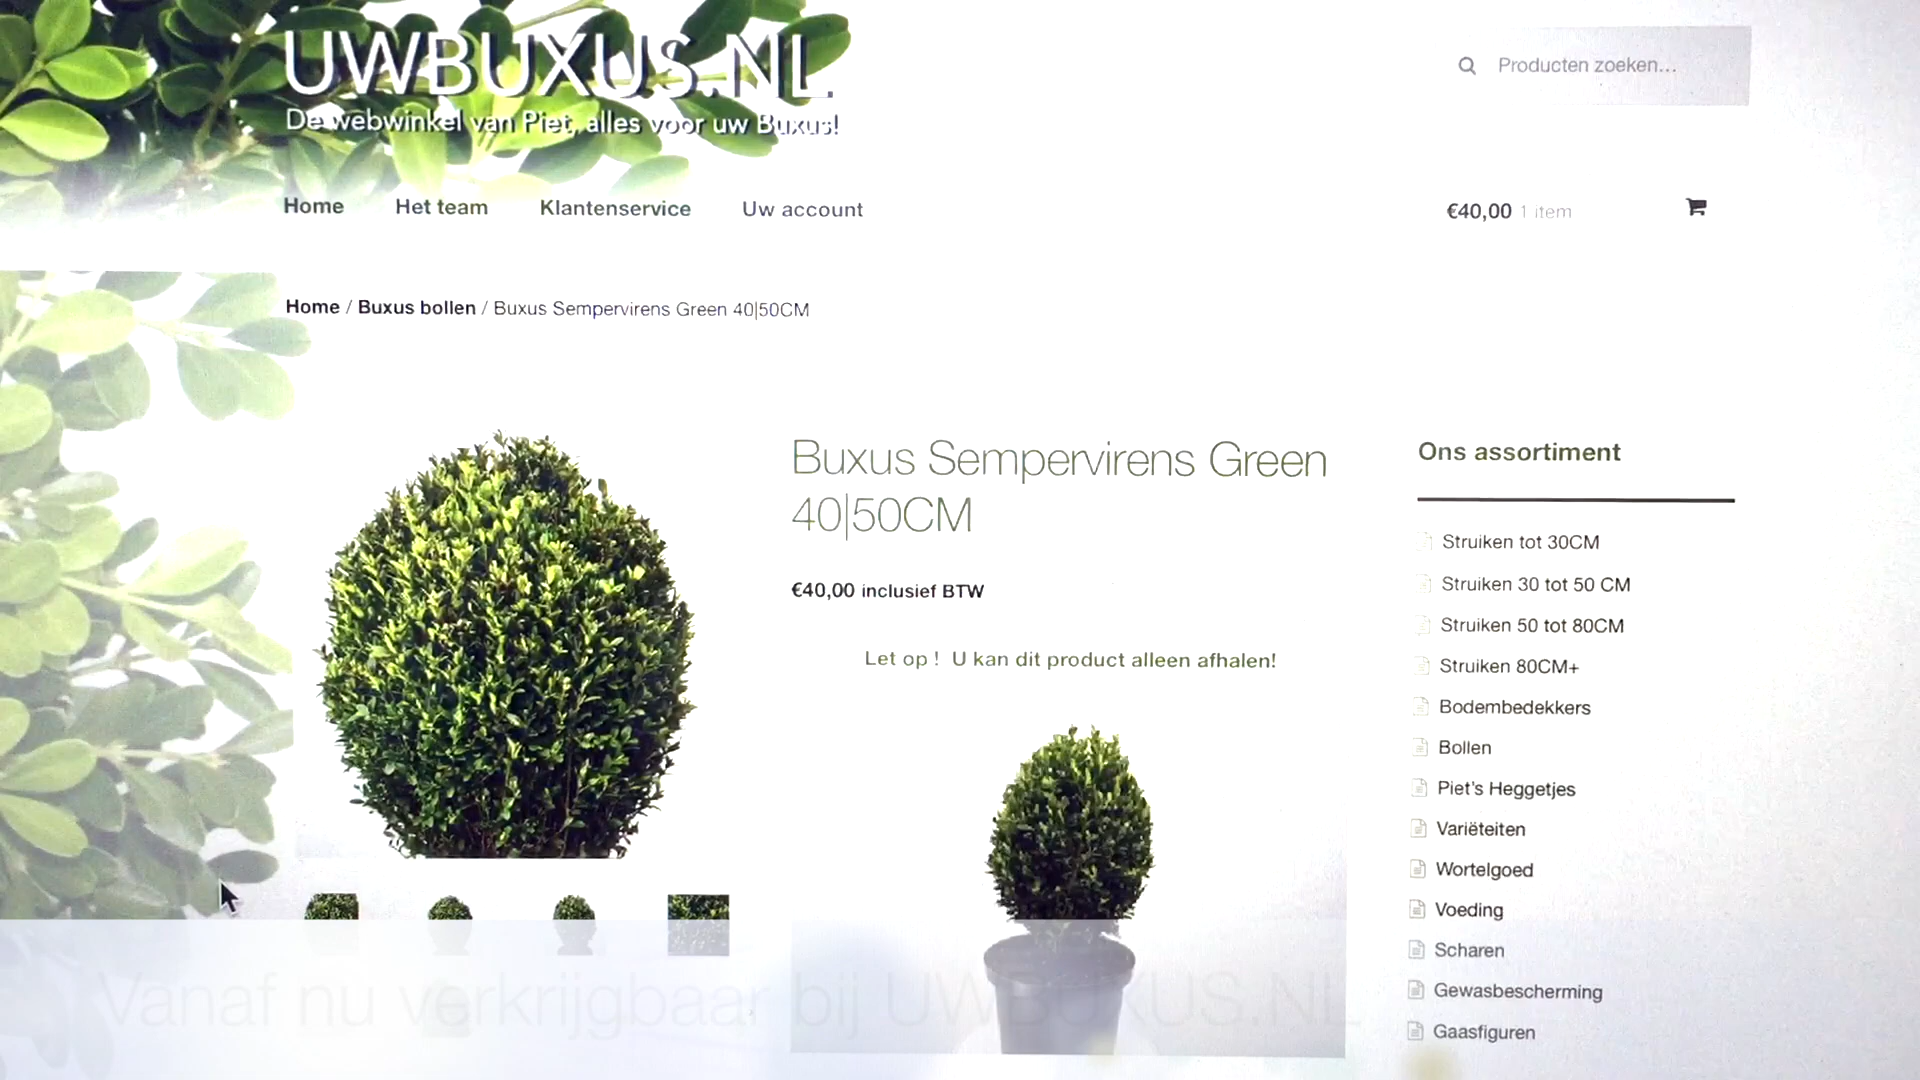 UWBUXUS.NL
De webwinkel van Piet, alles voor uw Buxus!
Producten zoeken...
Home Het team Klantenservice Uw account
€40,00 1 item
Home / Buxus bollen / Buxus Sempervirens Green 40|50CM
Buxus Sempervirens Green
40|50CM
€40,00 inclusief BTW
Let op ! U kan dit product alleen afhalen!
Ons assortiment
Struiken tot 30CM
Struiken 30 tot 50 CM
Struiken 50 tot 80CM
Struiken 80CM+
Bodembedekkers
Bollen
Piet's Heggetjes
Variëteiten
Wortelgoed
Voeding
Scharen
Gewasbescherming
Gaasfiguren
Vanaf nu verkrijgbaar bij UWBUXUS.NL